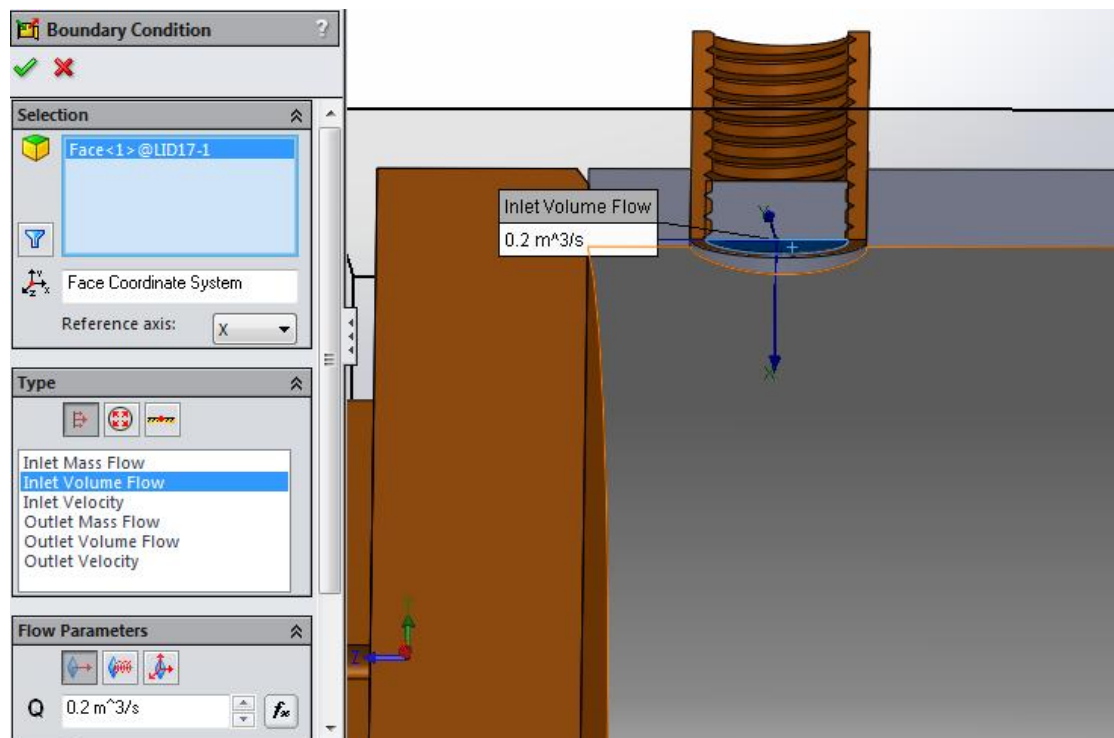 Boundary Condition
?
Selection
Face<1>@LID17-1
Face Coordinate System
Reference axis:
X
Type
Inlet Mass Flow
Inlet Volume Flow
Inlet Velocity
Outlet Mass Flow
Outlet Volume Flow
Outlet Velocity
Flow Parameters
Q
0.2 m^3/s
fx
Inlet Volume Flow
0.2 m^3/s
Y
X
Y
Z